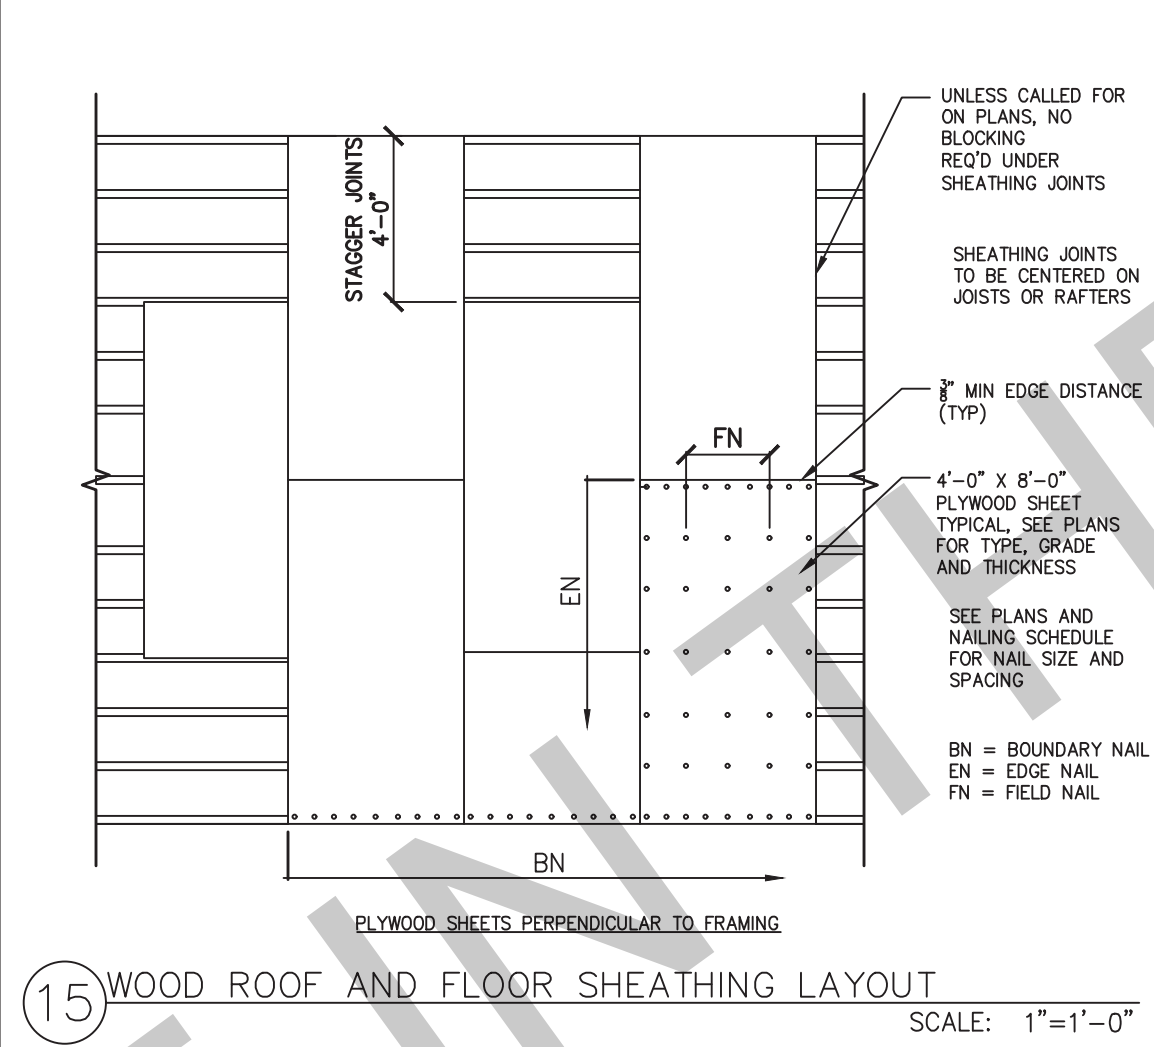 UNLESS CALLED FOR
ON PLANS, NO
BLOCKING
REQ'D UNDER
SHEATHING JOINTS
STAGGER JOINTS
4'-0"
SHEATHING JOINTS
TO BE CENTERED ON
JOISTS OR RAFTERS
3/8" MIN EDGE DISTANCE
(TYP)
FN
4'-0" X 8'-0"
PLYWOOD SHEET
TYPICAL, SEE PLANS
FOR TYPE, GRADE
AND THICKNESS
EN
SEE PLANS AND
NAILING SCHEDULE
FOR NAIL SIZE AND
SPACING
BN = BOUNDARY NAIL
EN = EDGE NAIL
FN = FIELD NAIL
BN
PLYWOOD SHEETS PERPENDICULAR TO FRAMING
15 WOOD ROOF AND FLOOR SHEATHING LAYOUT
SCALE: 1"=1'-0"
IN TH